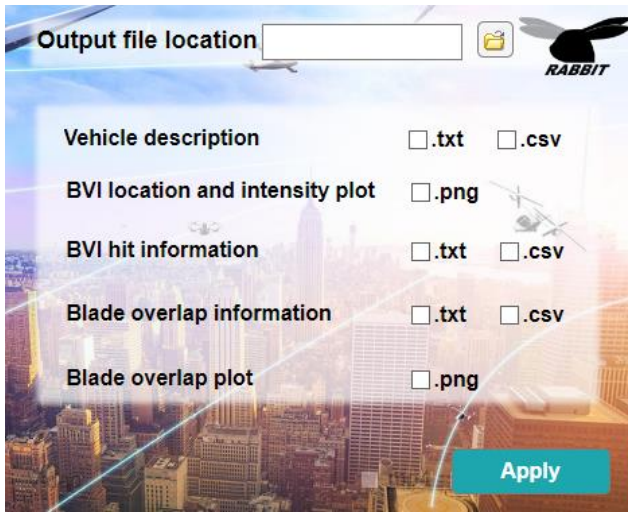 Output file location
RABBIT
Vehicle description .txt .csv
BVI location and intensity plot .png
BVI hit information .txt .csv
Blade overlap information .txt .csv
Blade overlap plot .png
Apply